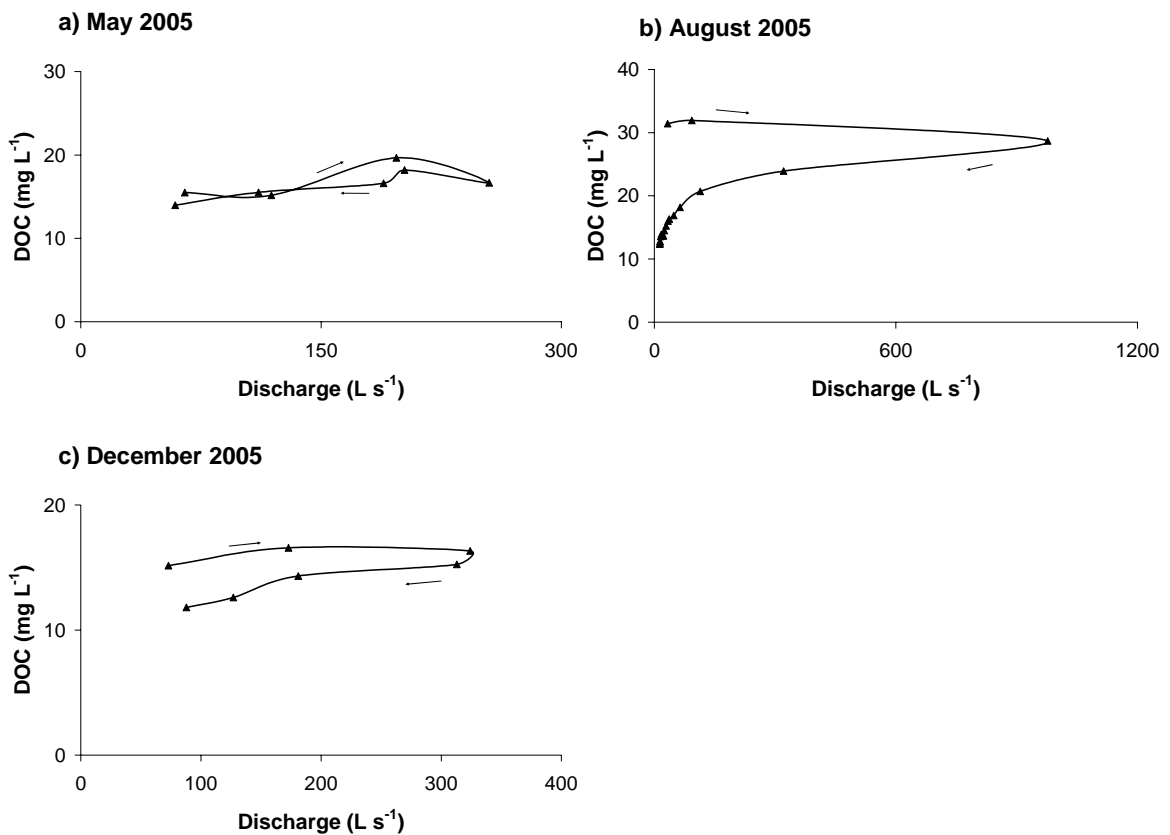 a) May 2005
30
20
10
0
DOC (mg L⁻¹)
0 150 300
Discharge (L s⁻¹)
b) August 2005
40
30
20
10
0
DOC (mg L⁻¹)
0 600 1200
Discharge (L s⁻¹)
c) December 2005
20
10
0
DOC (mg L⁻¹)
0 100 200 300 400
Discharge (L s⁻¹)